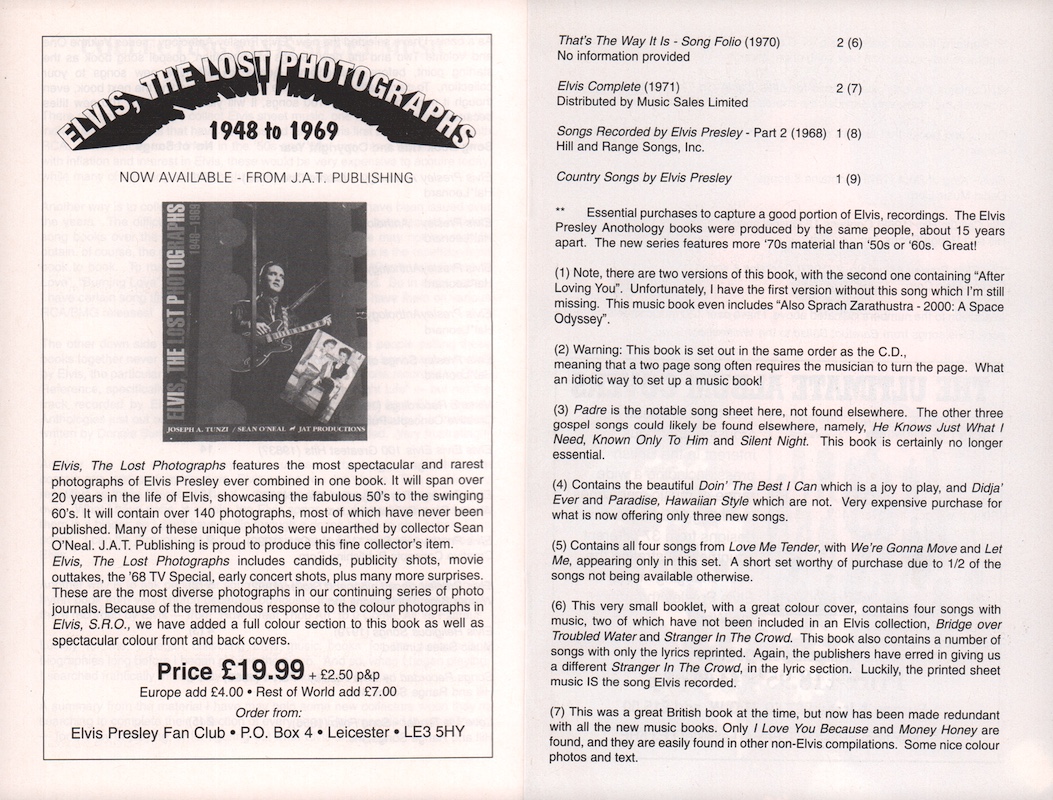 ELVIS, THE LOST PHOTOGRAPHS
1948 to 1969
NOW AVAILABLE - FROM J.A.T. PUBLISHING
ELVIS, THE LOST PHOTOGRAPHS
1948-1969
JOSEPH A. TUNZI / SEAN O'NEAL JAT PRODUCTIONS
Elvis, The Lost Photographs features the most spectacular and rarest
photographs of Elvis Presley ever combined in one book. It will span over
20 years in the life of Elvis, showcasing the fabulous 50's to the swinging
60's. It will contain over 140 photographs, most of which have never been
published. Many of these unique photos were unearthed by collector Sean
O'Neal. J.A.T. Publishing is proud to produce this fine collector's item.
Elvis, The Lost Photographs includes candids, publicity shots, movie
outtakes, the '68 TV Special, early concert shots, plus many more surprises.
These are the most diverse photographs in our continuing series of photo
journals. Because of the tremendous response to the colour photographs in
Elvis, S.R.O., we have added a full colour section to this book as well as
spectacular colour front and back covers.
Price £19.99 + £2.50 p&p
Europe add £4.00 • Rest of World add £7.00
Order from:
Elvis Presley Fan Club • P.O. Box 4 • Leicester • LE3 5HY
That's The Way It Is - Song Folio (1970) 2 (6)
No information provided
Elvis Complete (1971) 2 (7)
Distributed by Music Sales Limited
Songs Recorded by Elvis Presley - Part 2 (1968) 1 (8)
Hill and Range Songs, Inc.
Country Songs by Elvis Presley 1 (9)
** Essential purchases to capture a good portion of Elvis, recordings. The Elvis
Presley Anothology books were produced by the same people, about 15 years
apart. The new series features more '70s material than '50s or '60s. Great!
(1) Note, there are two versions of this book, with the second one containing "After
Loving You". Unfortunately, I have the first version without this song which I'm still
missing. This music book even includes "Also Sprach Zarathustra - 2000: A Space
Odyssey".
(2) Warning: This book is set out in the same order as the C.D.,
meaning that a two page song often requires the musician to turn the page. What
an idiotic way to set up a music book!
(3) Padre is the notable song sheet here, not found elsewhere. The other three
gospel songs could likely be found elsewhere, namely, He Knows Just What I
Need, Known Only To Him and Silent Night. This book is certainly no longer
essential.
(4) Contains the beautiful Doin' The Best I Can which is a joy to play, and Didja'
Ever and Paradise, Hawaiian Style which are not. Very expensive purchase for
what is now offering only three new songs.
(5) Contains all four songs from Love Me Tender, with We're Gonna Move and Let
Me, appearing only in this set. A short set worthy of purchase due to 1/2 of the
songs not being available otherwise.
(6) This very small booklet, with a great colour cover, contains four songs with
music, two of which have not been included in an Elvis collection, Bridge over
Troubled Water and Stranger In The Crowd. This book also contains a number of
songs with only the lyrics reprinted. Again, the publishers have erred in giving us
a different Stranger In The Crowd, in the lyric section. Luckily, the printed sheet
music IS the song Elvis recorded.
(7) This was a great British book at the time, but now has been made redundant
with all the new music books. Only I Love You Because and Money Honey are
found, and they are easily found in other non-Elvis compilations. Some nice colour
photos and text.